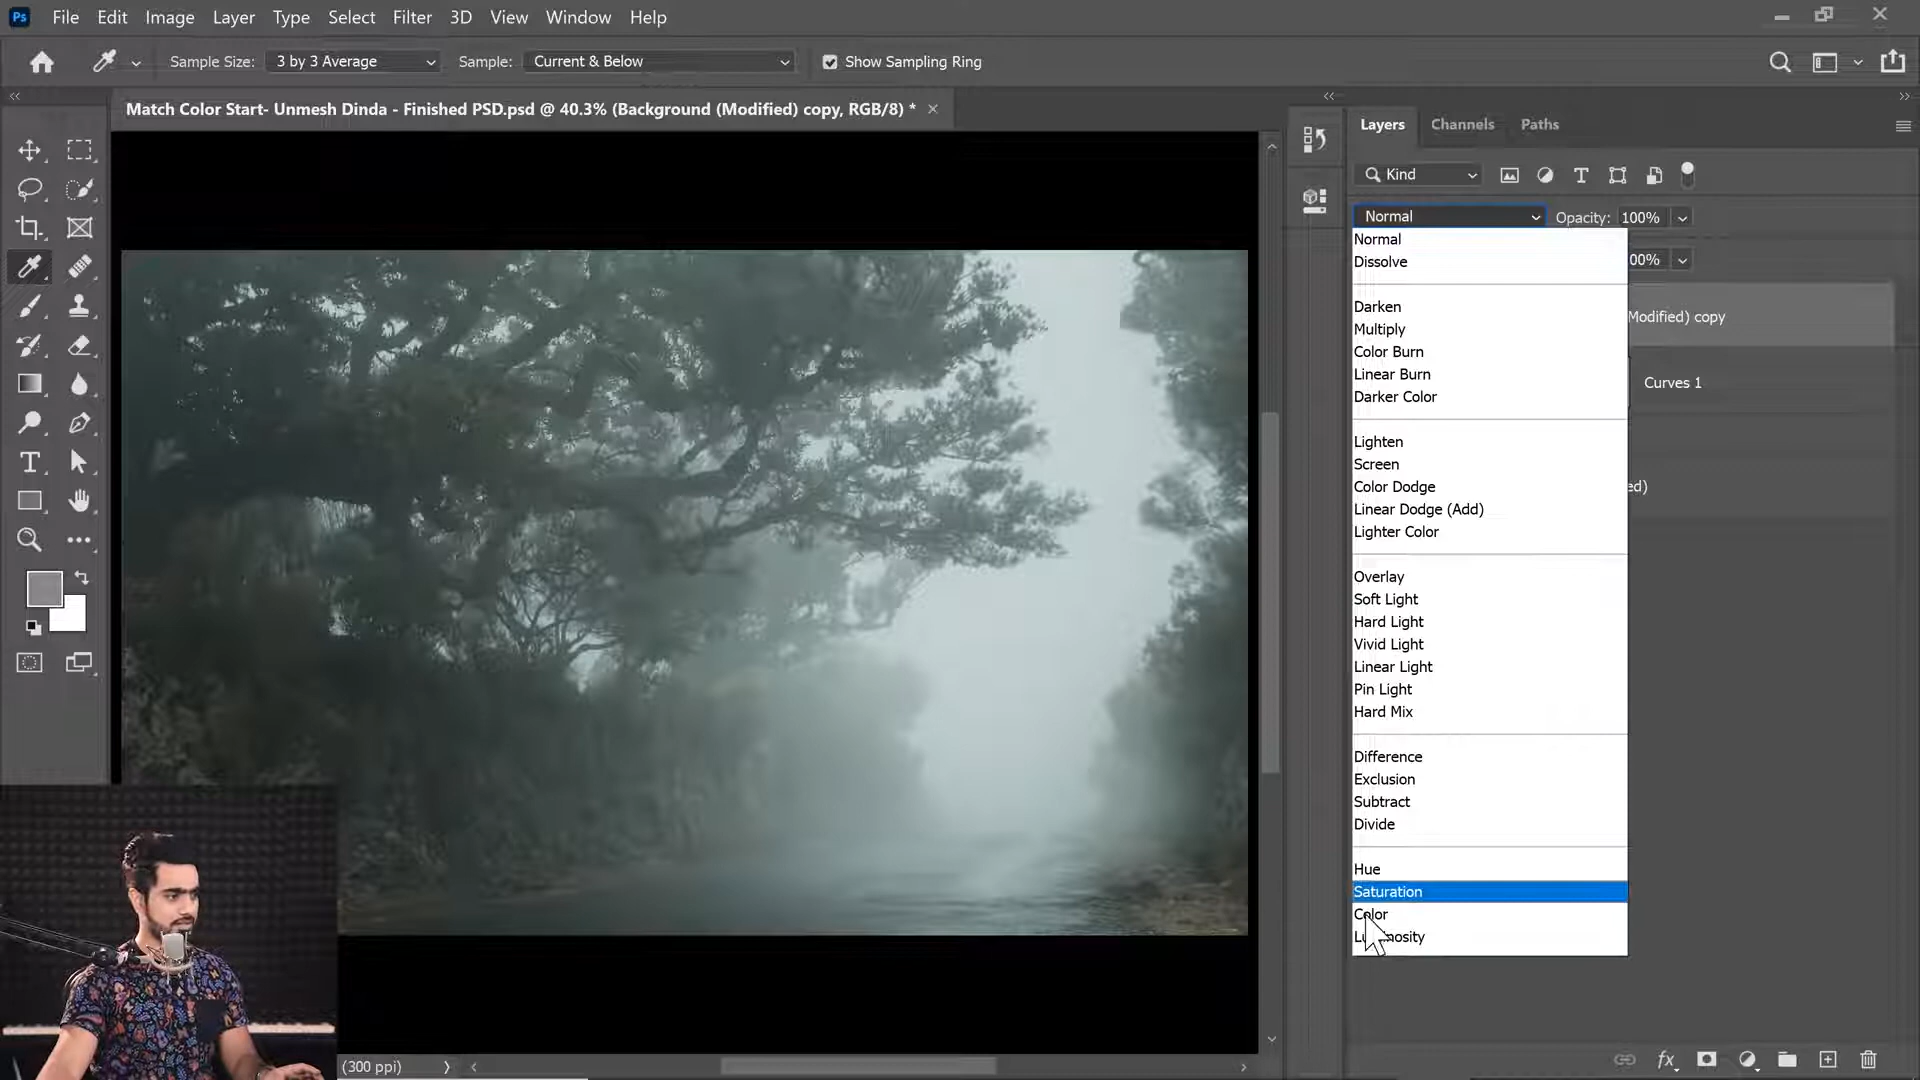 Ps File Edit Image Layer Type Select Filter 3D View Window Help
Sample Size: 3 by 3 Average Sample: Current & Below Show Sampling Ring
Match Color Start- Unmesh Dinda - Finished PSD.psd @ 40.3% (Background (Modified) copy, RGB/8) *
Layers Channels Paths
Kind
Normal Opacity: 100%
Normal
00%
Dissolve
Darken
Modified) copy
Multiply
Color Burn
Linear Burn
Curves 1
Darker Color
Lighten
Screen
Color Dodge
ed)
Linear Dodge (Add)
Lighter Color
Overlay
Soft Light
Hard Light
Vivid Light
Linear Light
Pin Light
Hard Mix
Difference
Exclusion
Subtract
Divide
Hue
Saturation
Color
Luminosity
(300 ppi)
fx